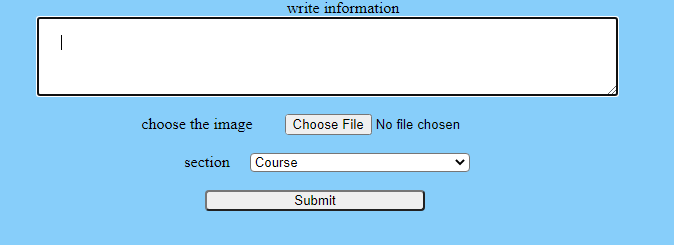 write information
choose the image Choose File No file chosen
section Course
Submit